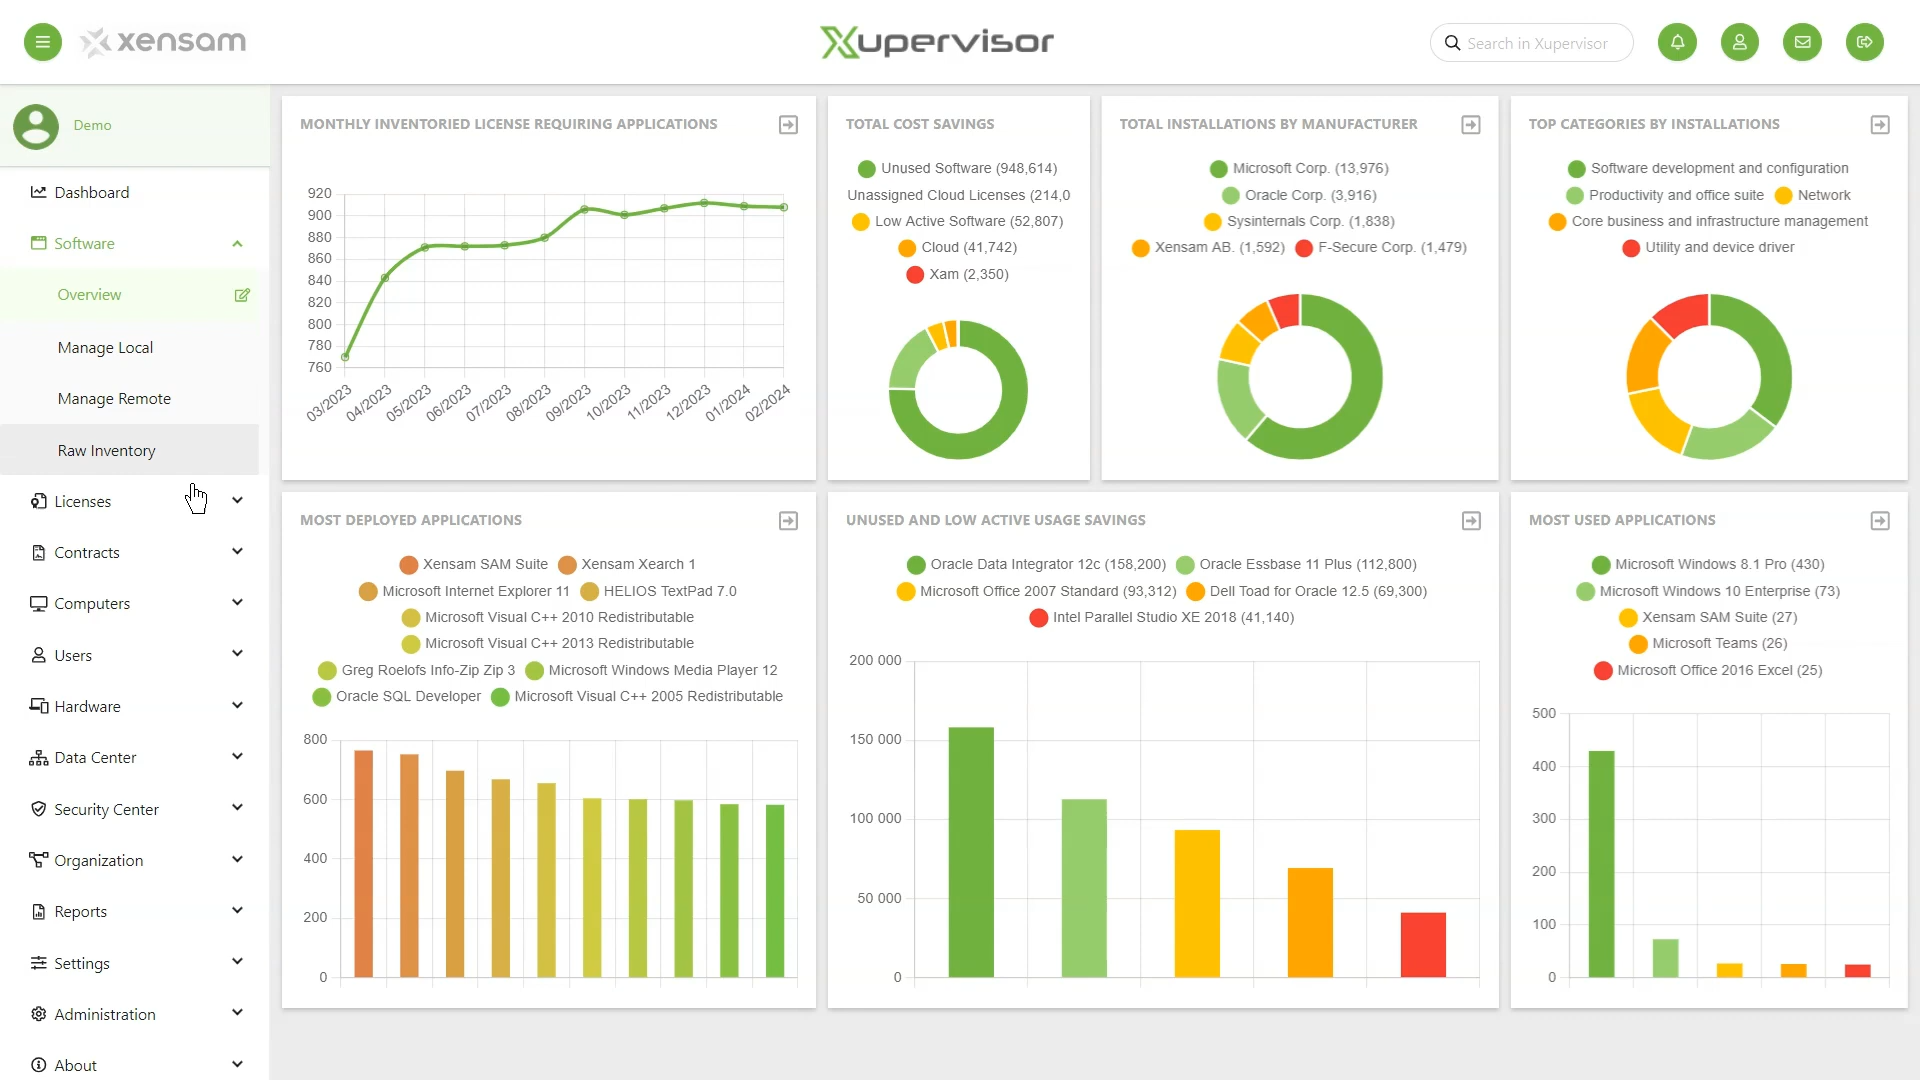 xensam
Xupervisor
Search in Xupervisor
Demo
Dashboard
Software
Overview
Manage Local
Manage Remote
Raw Inventory
Licenses
Contracts
Computers
Users
Hardware
Data Center
Security Center
Organization
Reports
Settings
Administration
About
MONTHLY INVENTORIED LICENSE REQUIRING APPLICATIONS
920
900
880
860
840
820
800
780
760
03/2023 04/2023 05/2023 06/2023 07/2023 08/2023 09/2023 10/2023 11/2023 12/2023 01/2024 02/2024
TOTAL COST SAVINGS
Unused Software (948,614)
Unassigned Cloud Licenses (214,0
Low Active Software (52,807)
Cloud (41,742)
Xam (2,350)
TOTAL INSTALLATIONS BY MANUFACTURER
Microsoft Corp. (13,976)
Oracle Corp. (3,916)
Sysinternals Corp. (1,838)
Xensam AB. (1,592) F-Secure Corp. (1,479)
TOP CATEGORIES BY INSTALLATIONS
Software development and configuration
Productivity and office suite Network
Core business and infrastructure management
Utility and device driver
MOST DEPLOYED APPLICATIONS
Xensam SAM Suite Xensam Xearch 1
Microsoft Internet Explorer 11 HELIOS TextPad 7.0
Microsoft Visual C++ 2010 Redistributable
Microsoft Visual C++ 2013 Redistributable
Greg Roelofs Info-Zip Zip 3 Microsoft Windows Media Player 12
Oracle SQL Developer Microsoft Visual C++ 2005 Redistributable
800
600
400
200
0
UNUSED AND LOW ACTIVE USAGE SAVINGS
Oracle Data Integrator 12c (158,200) Oracle Essbase 11 Plus (112,800)
Microsoft Office 2007 Standard (93,312) Dell Toad for Oracle 12.5 (69,300)
Intel Parallel Studio XE 2018 (41,140)
200 000
150 000
100 000
50 000
0
MOST USED APPLICATIONS
Microsoft Windows 8.1 Pro (430)
Microsoft Windows 10 Enterprise (73)
Xensam SAM Suite (27)
Microsoft Teams (26)
Microsoft Office 2016 Excel (25)
500
400
300
200
100
0